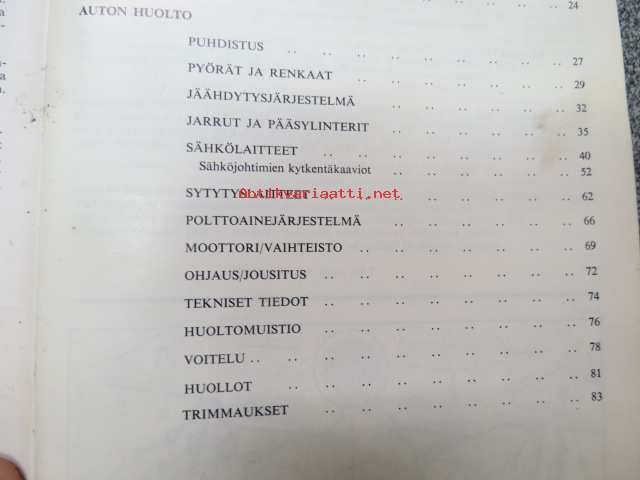 24
AUTON HUOLTO
PUHDISTUS .. .. .. .. .. .. .. 27
PYÖRÄT JA RENKAAT .. .. .. .. .. .. 29
JÄÄHDYTYSJÄRJESTELMÄ .. .. .. .. .. 32
JARRUT JA PÄÄSYLINTERIT .. .. .. .. .. 35
SÄHKÖLAITTEET .. .. .. .. .. .. 40
Sähköjohtimien kytkentäkaaviot .. .. .. .. .. 52
SYTYTYSLAITTEET .. .. .. .. .. .. 62
Antikvariaatti.net
POLTTOAINEJÄRJESTELMÄ .. .. .. .. .. 66
MOOTTORI/VAIHTEISTO .. .. .. .. .. .. 69
OHJAUS/JOUSITUS .. .. .. .. .. .. 72
TEKNISET TIEDOT .. .. .. .. .. .. 74
HUOLTOMUISTIO .. .. .. .. .. .. 76
VOITELU .. .. .. .. .. .. .. .. 78
HUOLLOT .. .. .. .. .. .. .. 81
TRIMMAUKSET .. .. .. .. .. .. 83